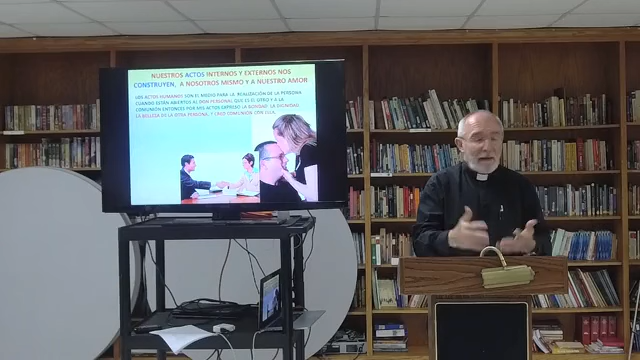 NUESTROS ACTOS INTERNOS Y EXTERNOS NOS
CONSTRUYEN, A NOSOTROS MISMO Y A NUESTRO AMOR
LOS ACTOS HUMANOS SON EL MEDIO PARA LA REALIZACIÓN DE LA PERSONA
CUANDO ESTÁN ABIERTOS AL DON PERSONAL QUE ES EL OTRO Y A LA
COMUNIÓN ENTONCES POR MIS ACTOS EXPRESO LA BONDAD, LA DIGNIDAD,
LA BELLEZA DE LA OTRA PERSONA, Y CREO COMUNIÓN CON ELLA.